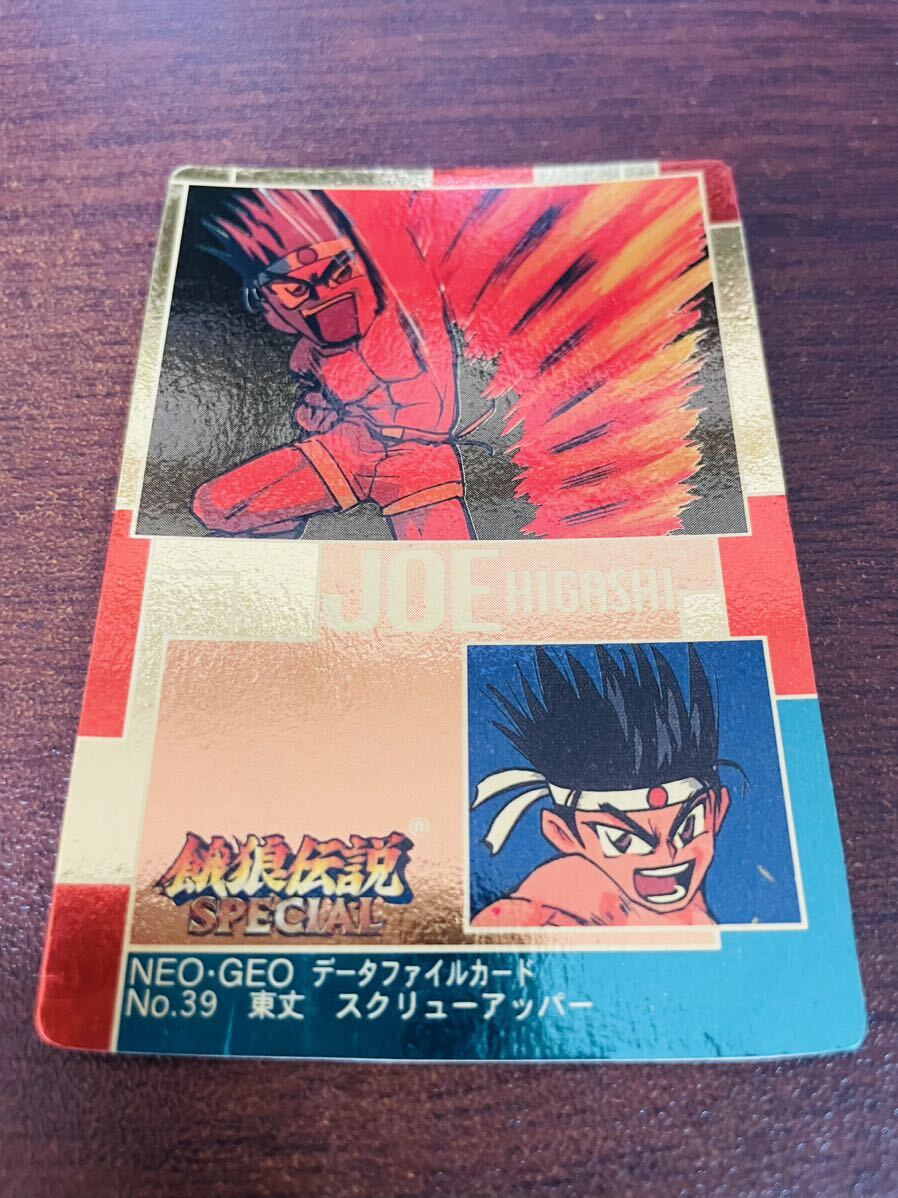 JOE HIGASHI
餓狼伝説®
SPECIAL
NEO・GEO データファイルカード
No.39 東丈 スクリューアッパー